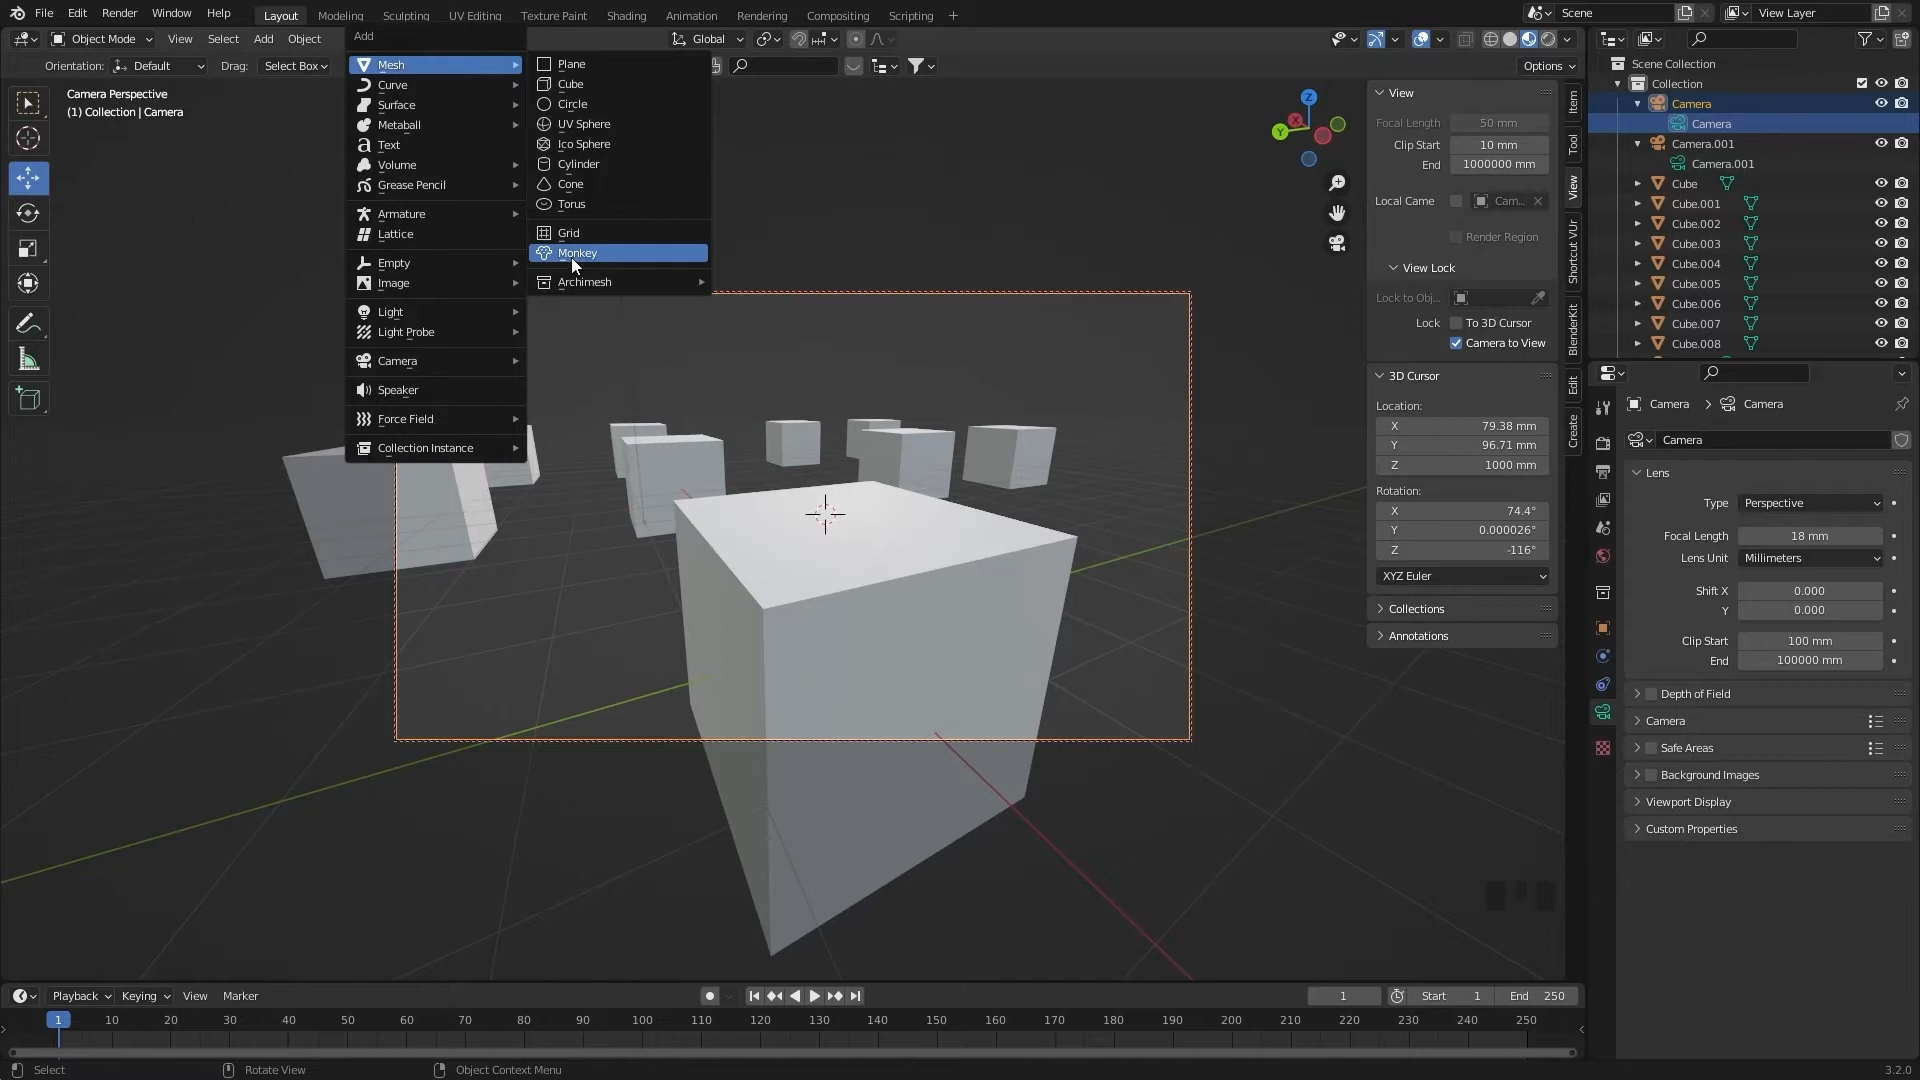 File Edit Render Window Help Layout Modeling Sculpting UV Editing Texture Paint Shading Animation Rendering Compositing Scripting + Scene View Layer
Object Mode View Select Add Object Global
Orientation: Default Drag: Select Box Options
Camera Perspective
(1) Collection | Camera
Add
Mesh
Curve
Surface
Metaball
Text
Volume
Grease Pencil
Armature
Lattice
Empty
Image
Light
Light Probe
Camera
Speaker
Force Field
Collection Instance
Plane
Cube
Circle
UV Sphere
Ico Sphere
Cylinder
Cone
Torus
Grid
Monkey
Archimesh
Z
X
Y
View
Focal Length 50 mm
Clip Start 10 mm
End 1000000 mm
Local Came Cam...
Render Region
View Lock
Lock to Obj...
Lock To 3D Cursor
Camera to View
3D Cursor
Location:
X 79.38 mm
Y 96.71 mm
Z 1000 mm
Rotation:
X 74.4°
Y 0.000026°
Z -116°
XYZ Euler
Collections
Annotations
Item
Tool
View
Shortcut VUr
BlenderKit
Edit
Create
Scene Collection
Collection
Camera
Camera
Camera.001
Camera.001
Cube
Cube.001
Cube.002
Cube.003
Cube.004
Cube.005
Cube.006
Cube.007
Cube.008
Camera Camera
Camera
Lens
Type Perspective
Focal Length 18 mm
Lens Unit Millimeters
Shift X 0.000
Y 0.000
Clip Start 100 mm
End 100000 mm
Depth of Field
Camera
Safe Areas
Background Images
Viewport Display
Custom Properties
Playback Keying View Marker 1 Start 1 End 250
1 10 20 30 40 50 60 70 80 90 100 110 120 130 140 150 160 170 180 190 200 210 220 230 240 250
Select Rotate View Object Context Menu 3.2.0